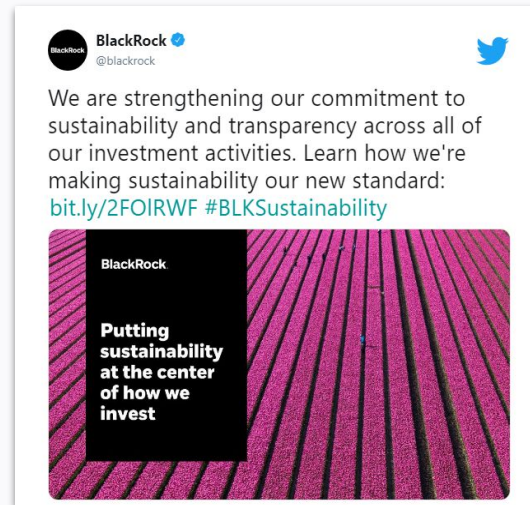 BlackRock
BlackRock
@blackrock
We are strengthening our commitment to
sustainability and transparency across all of
our investment activities. Learn how we're
making sustainability our new standard:
bit.ly/2FOlRWF #BLKSustainability
BlackRock
Putting
sustainability
at the center
of how we
invest